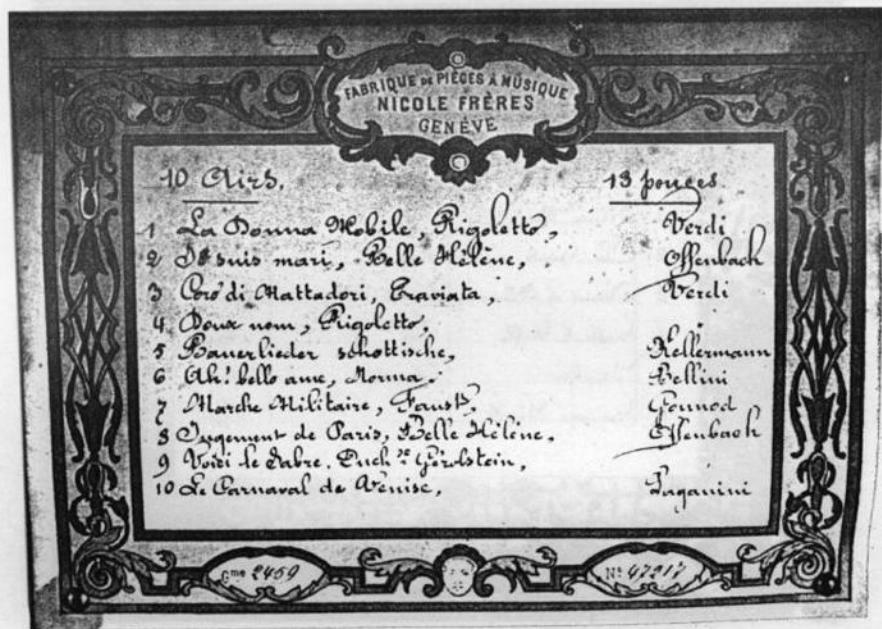 FABRIQUE DE PIÈCES À MUSIQUE
NICOLE FRÈRES
GENÈVE
10 Airs. 13 pouces
1 La Donna Mobile, Rigoletto, Verdi
2 Je suis mari, Belle Hélène, Offenbach
3 Coro di Mattadori, Traviata, Verdi
4 Doux nom, Rigoletto,
5 Bauerlieder schottische, Kellermann
6 Ah! bello ame, Norma, Bellini
7 Marche Militaire, Faust, Gounod
8 Jugement de Paris, Belle Hélène, Offenbach
9 Voici le Sabre. Duch.se Gérolstein,
10 Le Carnaval de Venise, Paganini
Gme 2459 No 47217